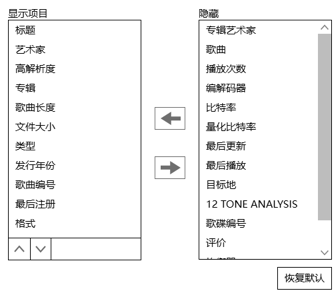 显示项目
标题
艺术家
高解析度
专辑
歌曲长度
文件大小
类型
发行年份
歌曲编号
最后注册
格式
隐藏
专辑艺术家
歌曲
播放次数
编解码器
比特率
量化比特率
最后更新
最后播放
目标地
12 TONE ANALYSIS
歌碟编号
评价
恢复默认